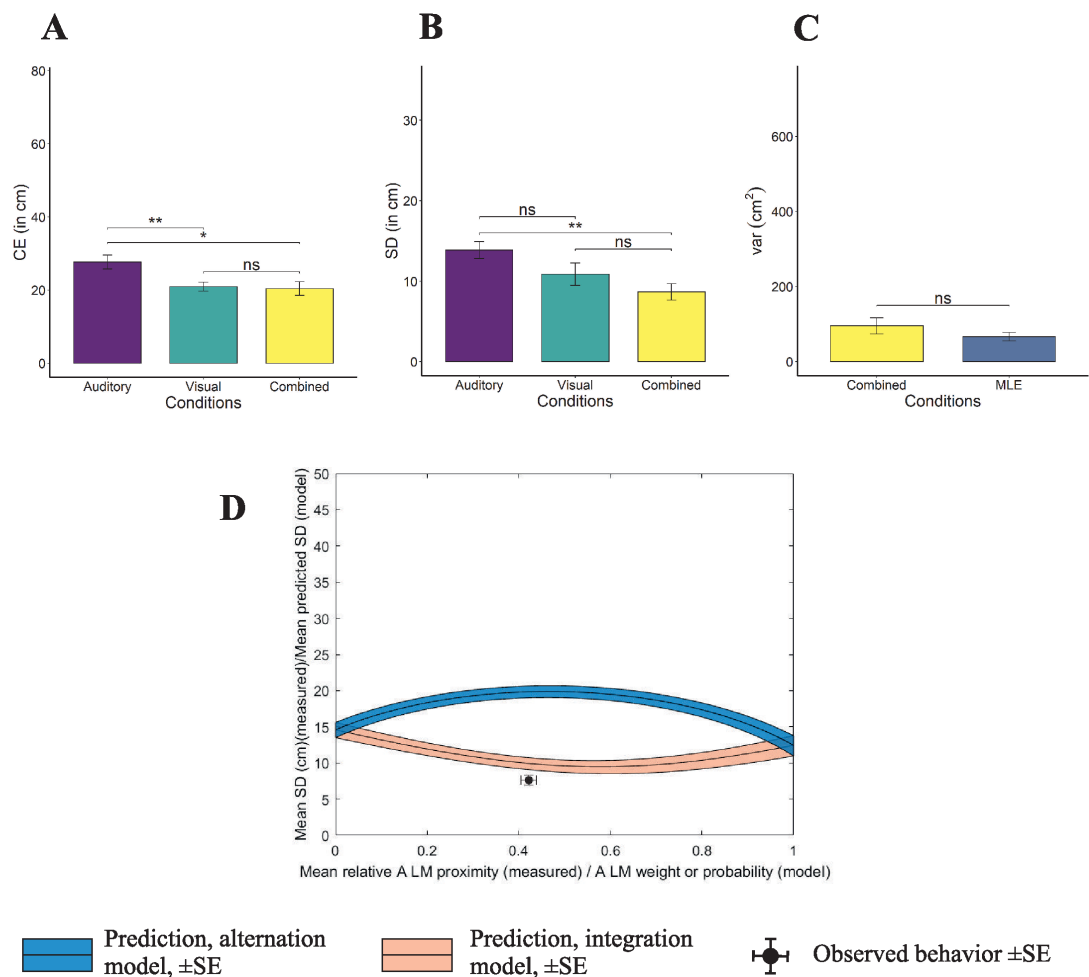 A
B
C
80
60
40
20
0
CE (in cm)
**
*
ns
Auditory
Visual
Combined
Conditions
30
20
10
0
SD (in cm)
ns
**
ns
Auditory
Visual
Combined
Conditions
600
400
200
0
var (cm²)
ns
Combined
MLE
Conditions
D
50
45
40
35
30
25
20
15
10
5
0
Mean SD (cm)(measured)/Mean predicted SD (model)
0
0.2
0.4
0.6
0.8
1
Mean relative A LM proximity (measured) / A LM weight or probability (model)
Prediction, alternation
model, ±SE
Prediction, integration
model, ±SE
Observed behavior ±SE